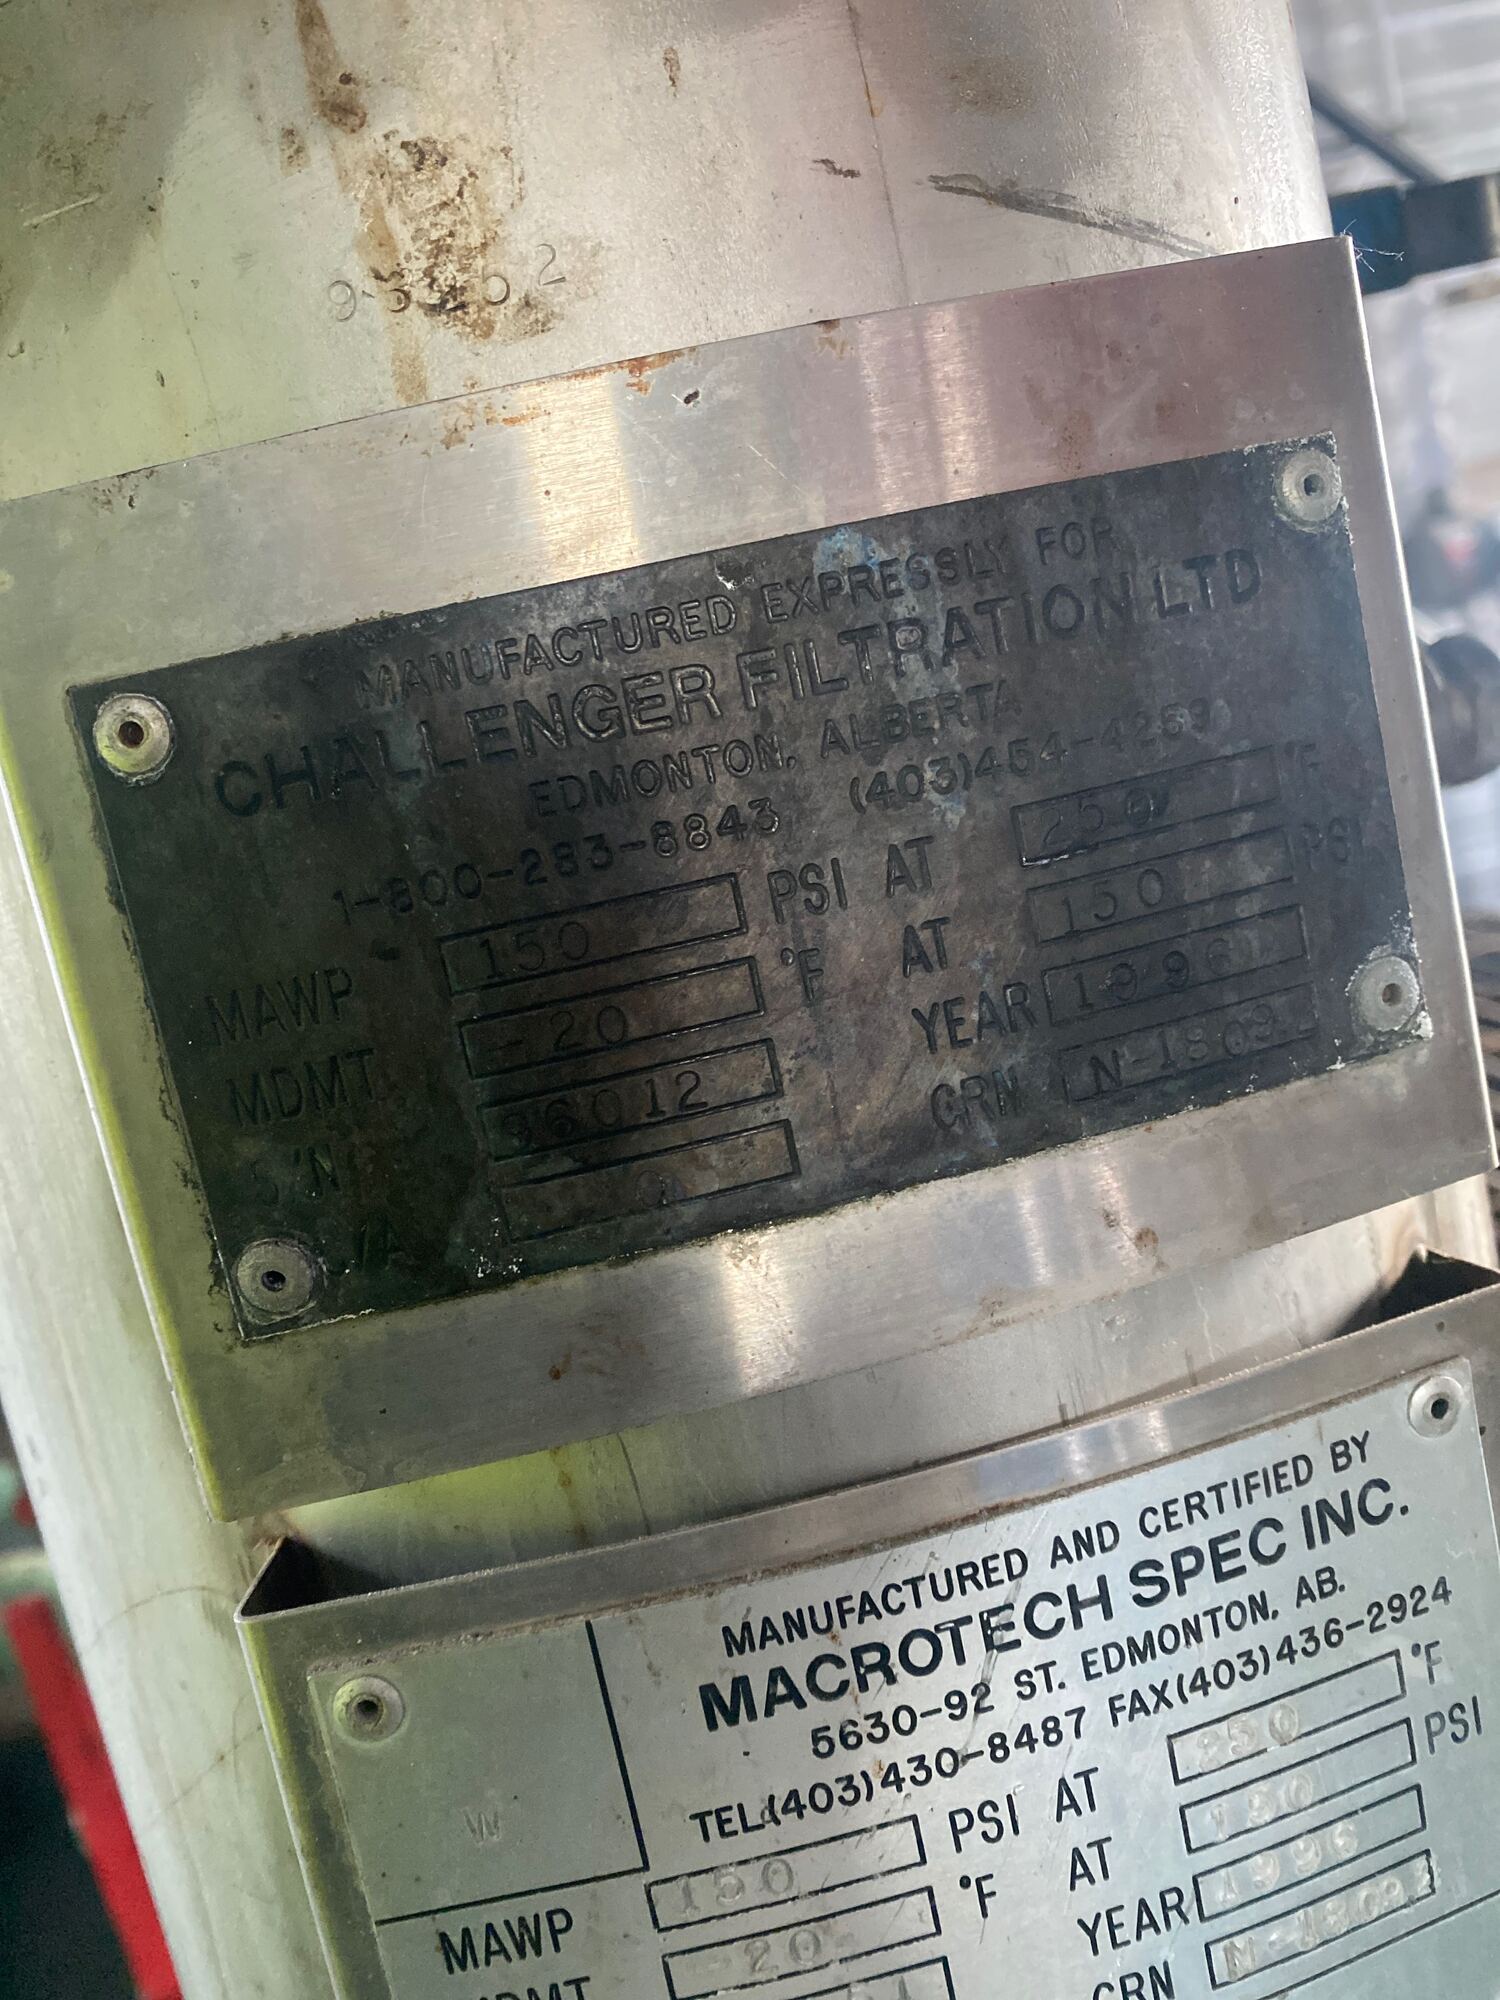 MANUFACTURED EXPRESSLY FOR
CHALLENGER FILTRATION LTD
EDMONTON, ALBERTA
1-800-283-8843 (403)454-4269
MAWP 150 PSI AT 250 °F
MDMT -20 °F AT 150 PSI
S/N 96012 YEAR 1996
/A 0 CRN N-1809.
MANUFACTURED AND CERTIFIED BY
MACROTECH SPEC INC.
5630-92 ST. EDMONTON, AB.
TEL(403)430-8487 FAX(403)436-2924
W
MAWP 150 PSI AT 250 °F
MDMT -20 °F AT 150 PSI
YEAR 1996
CRN